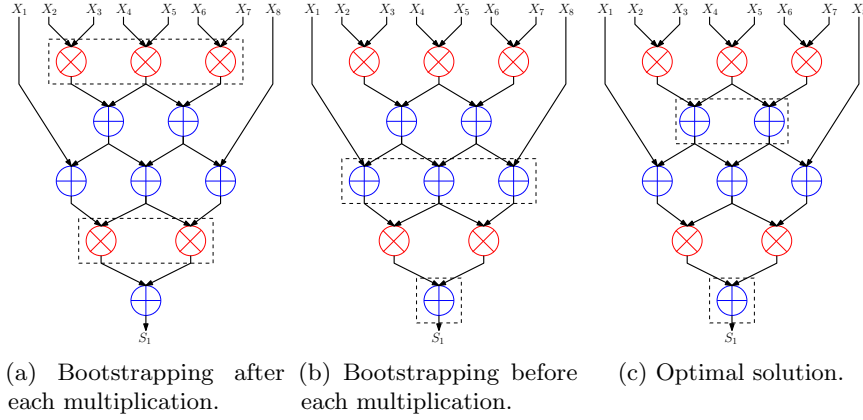 X1 X2 X3 X4 X5 X6 X7 X8
X1 X2 X3 X4 X5 X6 X7 X8
X1 X2 X3 X4 X5 X6 X7 X
S1
S1
S1
(a) Bootstrapping after
each multiplication.
(b) Bootstrapping before
each multiplication.
(c) Optimal solution.